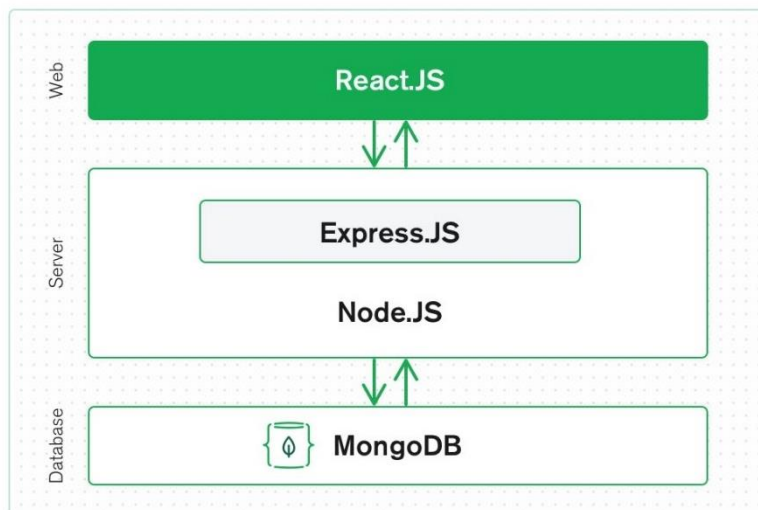 Web
React.JS
Server
Express.JS
Node.JS
Database
MongoDB